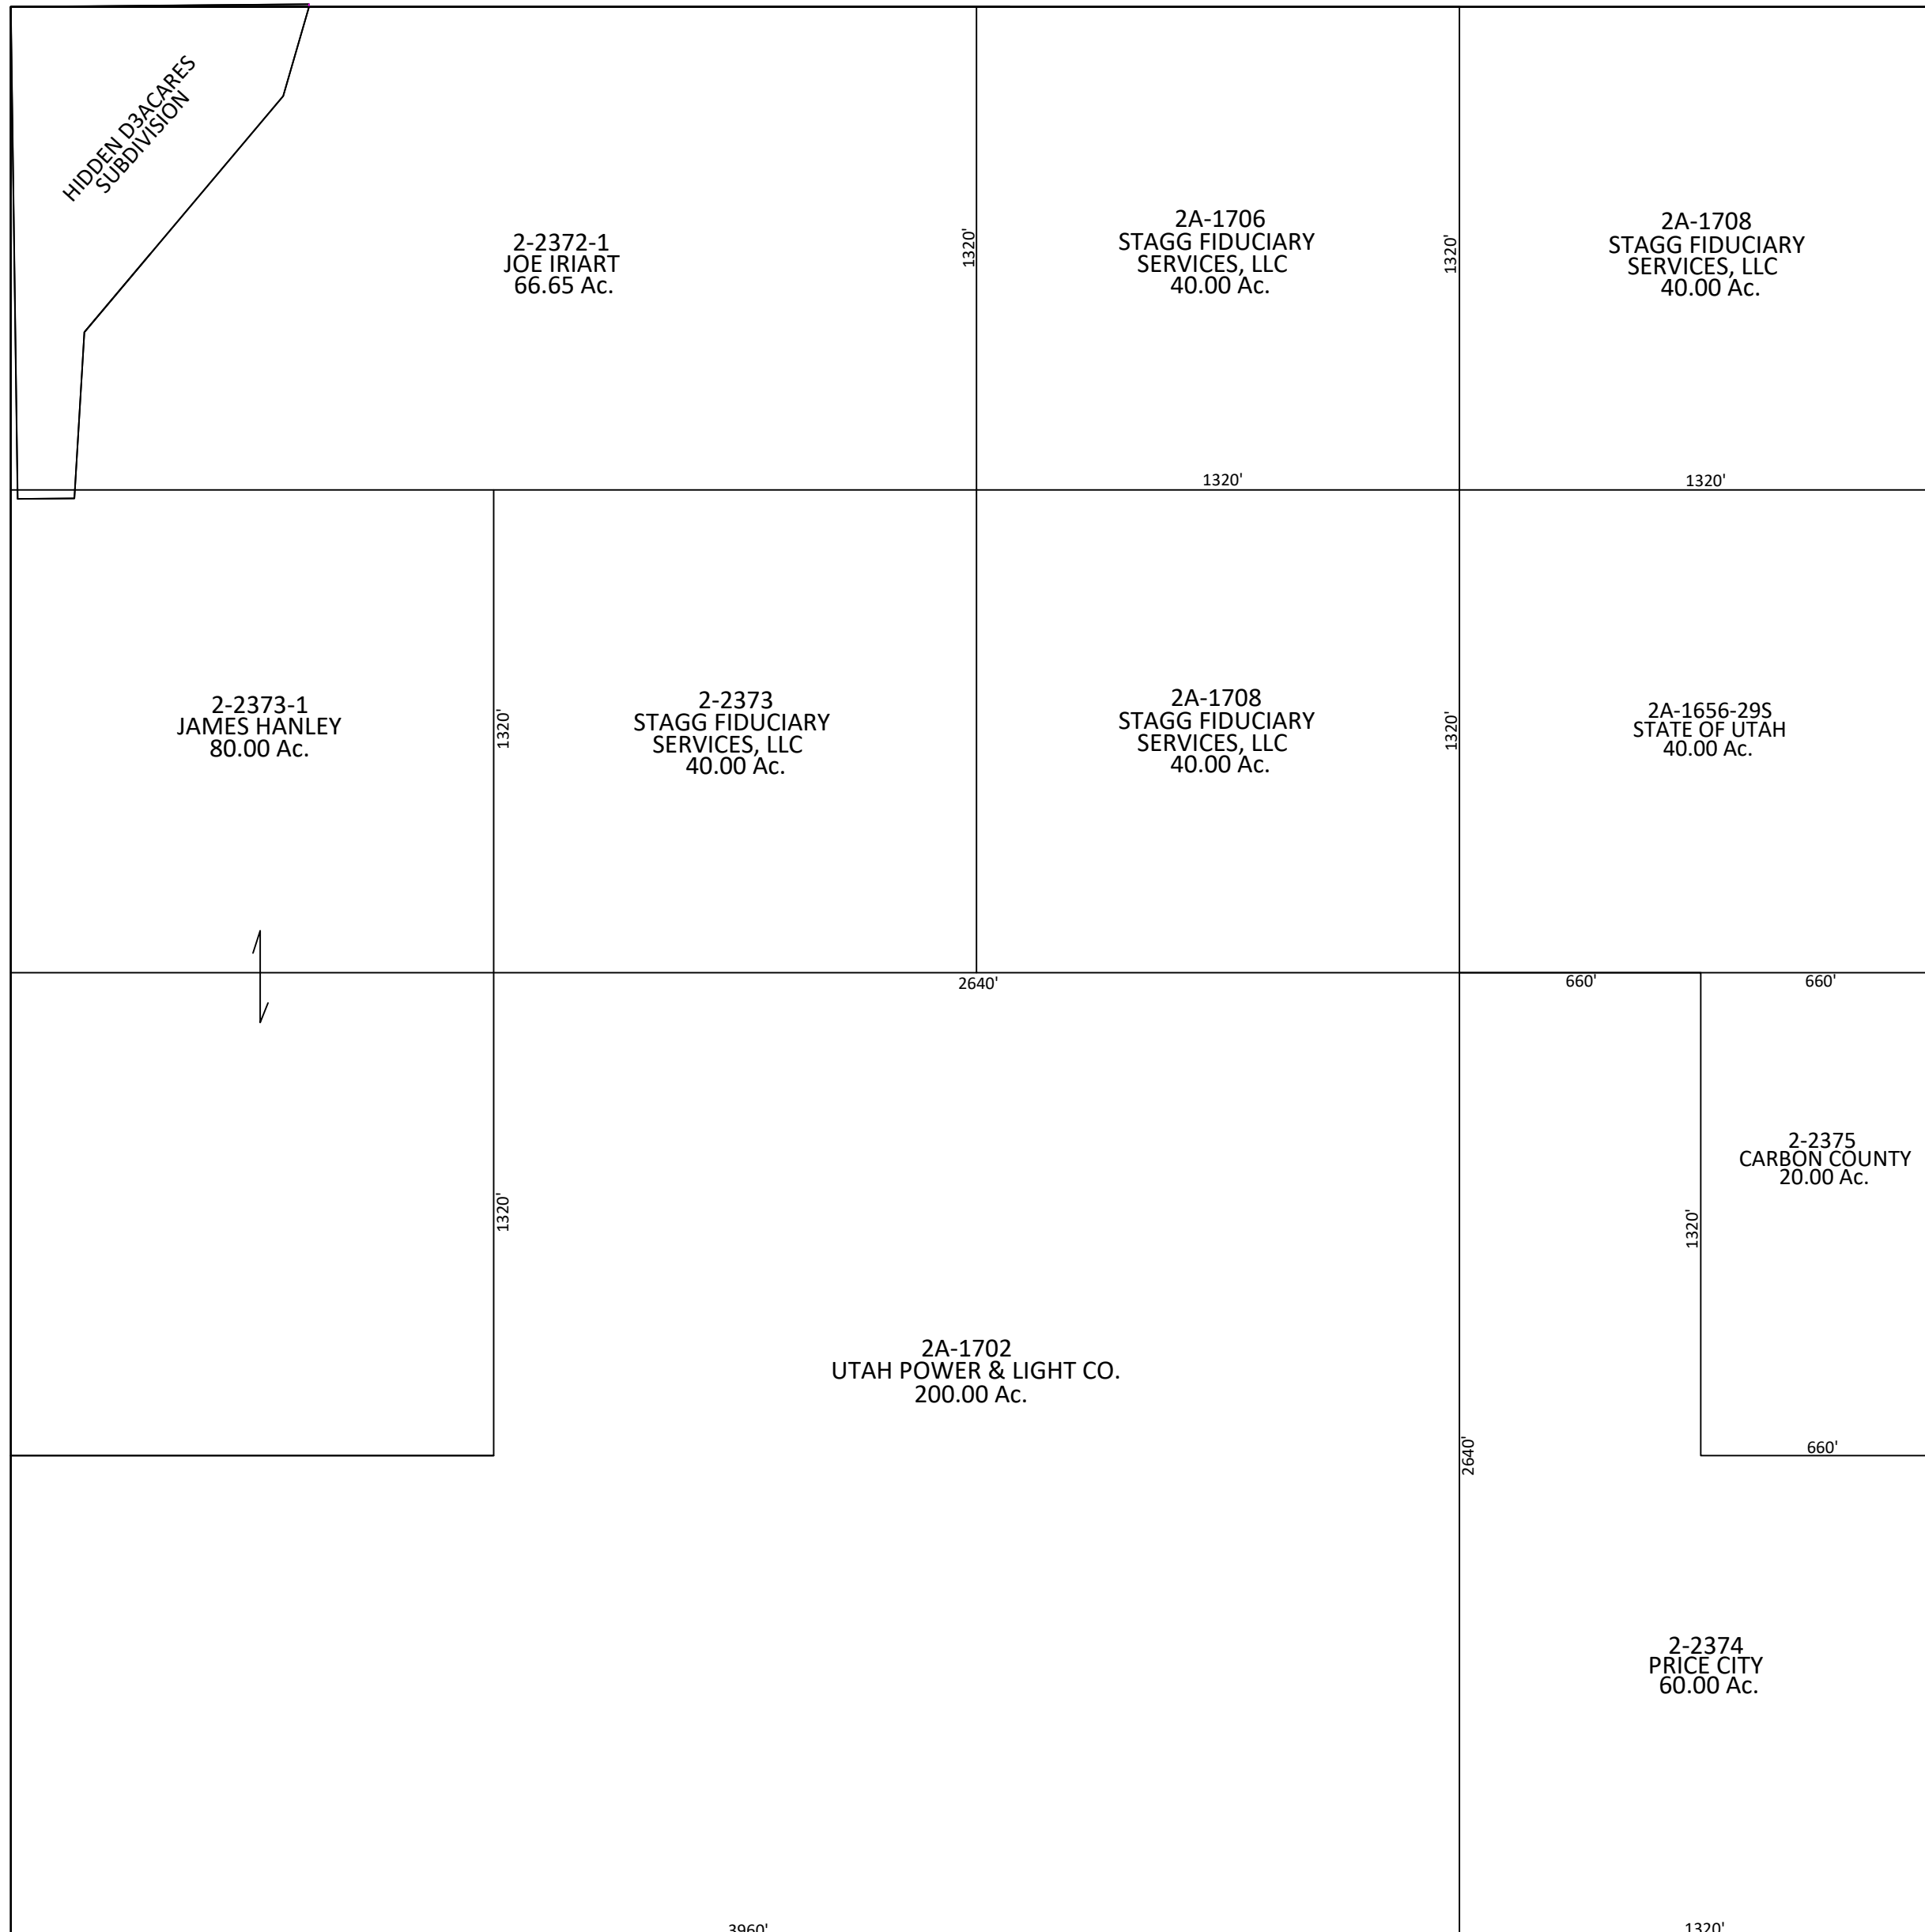 HIDDEN D3ACARES
SUBDIVISION
2-2372-1
JOE IRIART
66.65 Ac.
1320'
2A-1706
STAGG FIDUCIARY
SERVICES, LLC
40.00 Ac.
1320'
2A-1708
STAGG FIDUCIARY
SERVICES, LLC
40.00 Ac.
1320'
1320'
2-2373-1
JAMES HANLEY
80.00 Ac.
1320'
2-2373
STAGG FIDUCIARY
SERVICES, LLC
40.00 Ac.
2A-1708
STAGG FIDUCIARY
SERVICES, LLC
40.00 Ac.
1320'
2A-1656-29S
STATE OF UTAH
40.00 Ac.
2640'
660'
660'
1320'
2-2375
CARBON COUNTY
20.00 Ac.
1320'
2A-1702
UTAH POWER & LIGHT CO.
200.00 Ac.
2640'
660'
2-2374
PRICE CITY
60.00 Ac.
3960'
1320'